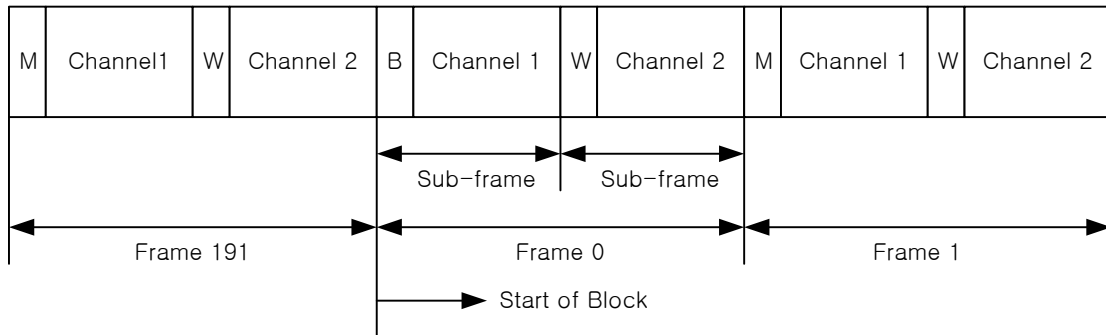 M Channel1 W Channel 2 B Channel 1 W Channel 2 M Channel 1 W Channel 2
Sub-frame Sub-frame
Frame 191 Frame 0 Frame 1
Start of Block